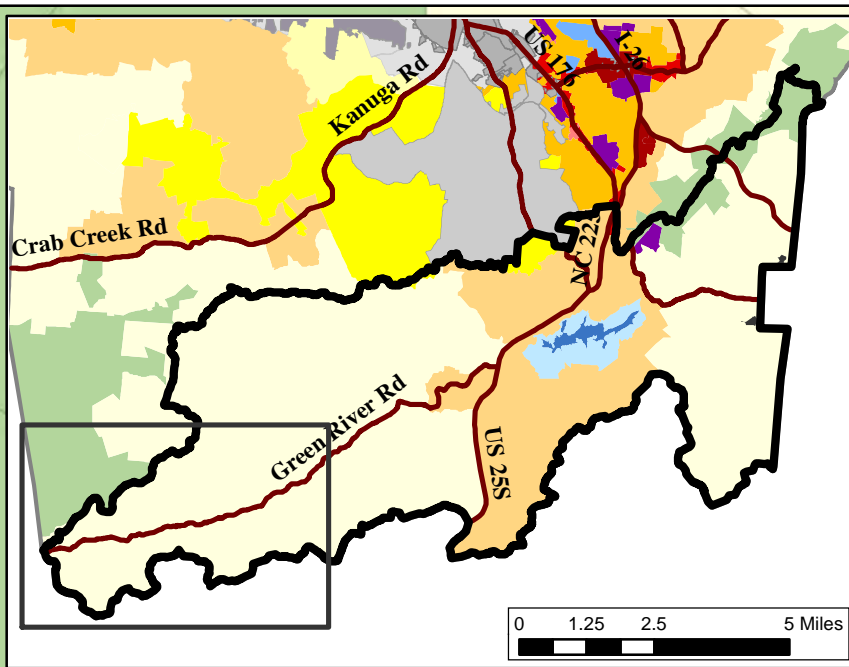 US 176
I-26
Kanuga Rd
Crab Creek Rd
NC 225
Green River Rd
US 25S
0 1.25 2.5 5 Miles